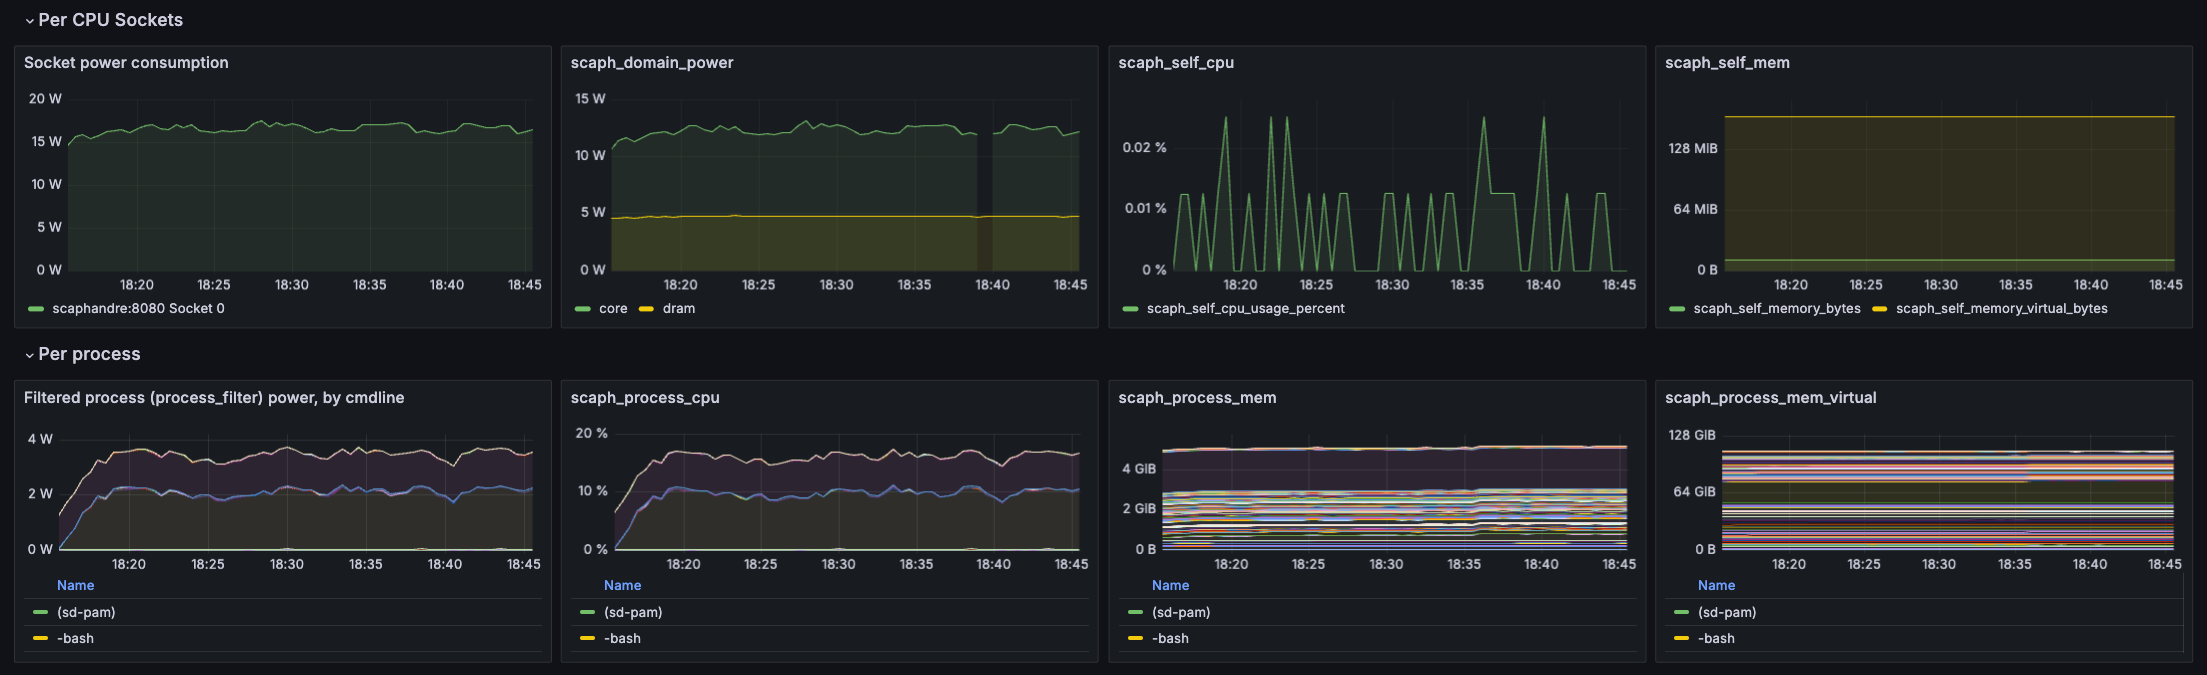 Per CPU Sockets
Socket power consumption
20 W
15 W
10 W
5 W
0 W
18:20 18:25 18:30 18:35 18:40 18:45
scaphandre:8080 Socket 0
scaph_domain_power
15 W
10 W
5 W
0 W
18:20 18:25 18:30 18:35 18:40 18:45
core dram
scaph_self_cpu
0.02 %
0.01 %
0 %
18:20 18:25 18:30 18:35 18:40 18:45
scaph_self_cpu_usage_percent
scaph_self_mem
128 MIB
64 MIB
0 B
18:20 18:25 18:30 18:35 18:40 18:45
scaph_self_memory_bytes scaph_self_memory_virtual_bytes
Per process
Filtered process (process_filter) power, by cmdline
4 W
2 W
0 W
18:20 18:25 18:30 18:35 18:40 18:45
Name
(sd-pam)
-bash
scaph_process_cpu
20 %
10 %
0 %
18:20 18:25 18:30 18:35 18:40 18:45
Name
(sd-pam)
-bash
scaph_process_mem
4 GIB
2 GIB
0 B
18:20 18:25 18:30 18:35 18:40 18:45
Name
(sd-pam)
-bash
scaph_process_mem_virtual
128 GIB
64 GIB
0 B
18:20 18:25 18:30 18:35 18:40 18:45
Name
(sd-pam)
-bash